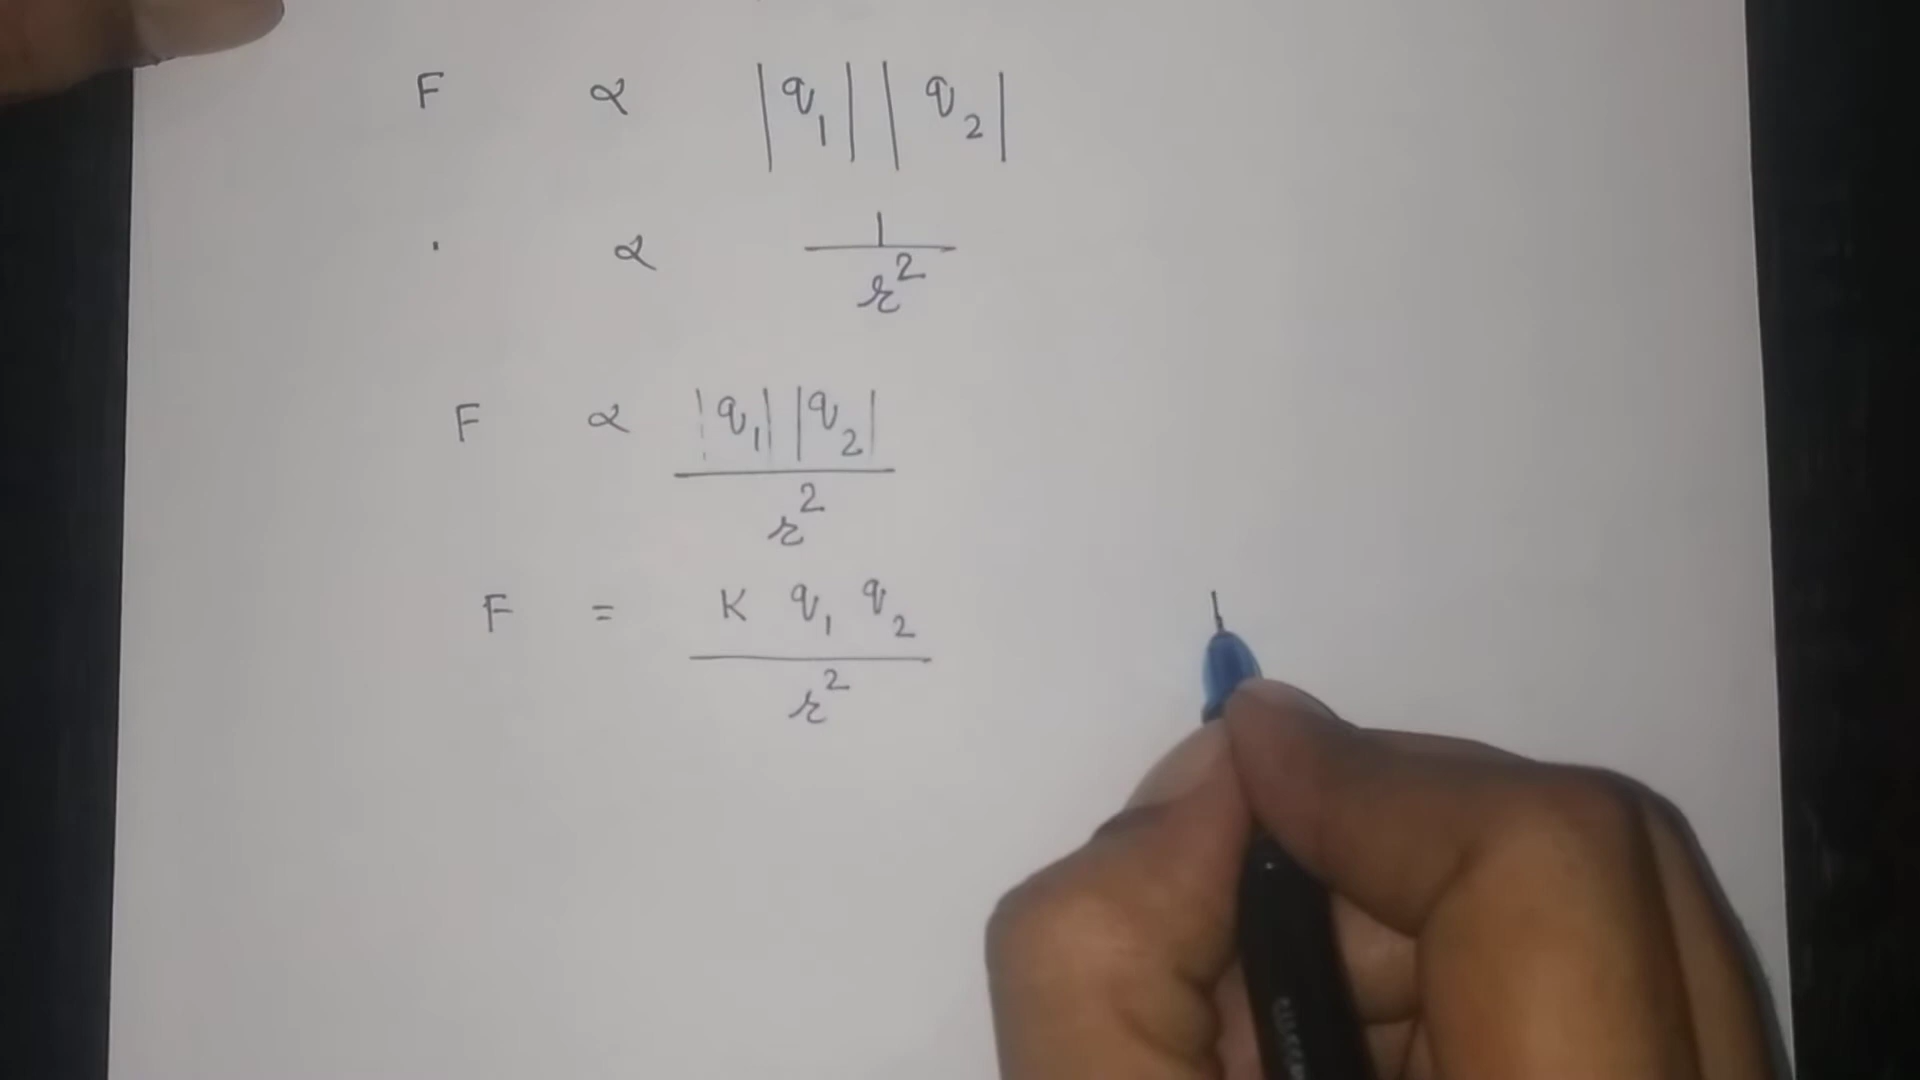 F ∝ |q₁| | q₂|
. ∝ 1/r²
F ∝ |q₁| |q₂| / r²
F = K q₁ q₂ / r²